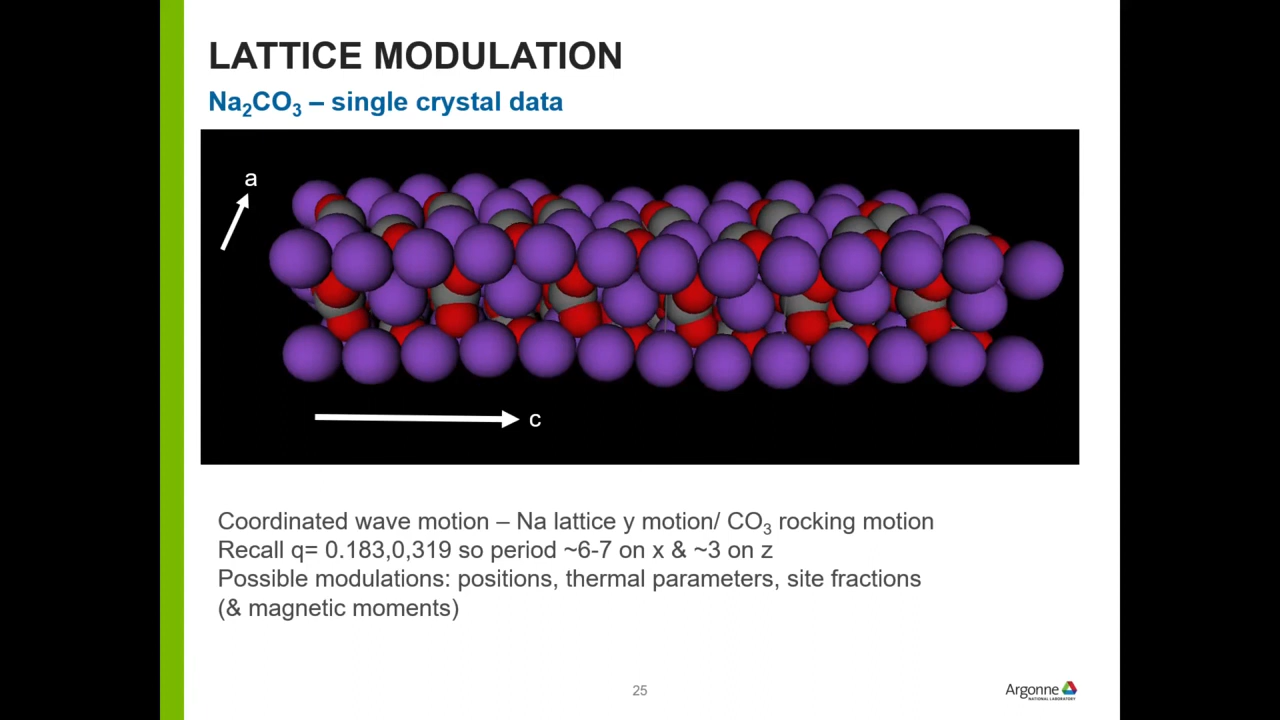 LATTICE MODULATION
Na₂CO₃ – single crystal data
a
c
Coordinated wave motion – Na lattice y motion/ CO₃ rocking motion
Recall q= 0.183,0,319 so period ~6-7 on x & ~3 on z
Possible modulations: positions, thermal parameters, site fractions
(& magnetic moments)
25
Argonne
NATIONAL LABORATORY